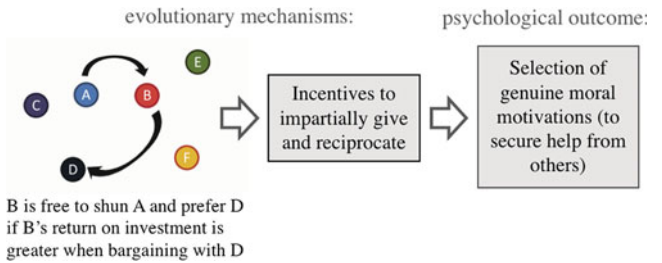 evolutionary mechanisms:
psychological outcome:
E
C
A
B
D
F
B is free to shun A and prefer D
if B's return on investment is
greater when bargaining with D
Incentives to
impartially give
and reciprocate
Selection of
genuine moral
motivations (to
secure help from
others)